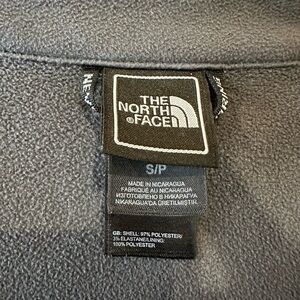 THE
NORTH
FACE
S/P
MADE IN NICARAGUA
FABRIQUÉ AU NICARAGUA
ИЗГОТОВЛЕНО В НИКАРАГУА
NIKARAGUA'DA ÜRETILMIŞTIR.
GB: SHELL: 97% POLYESTER/
3% ELASTANE/LINING:
100% POLYESTER